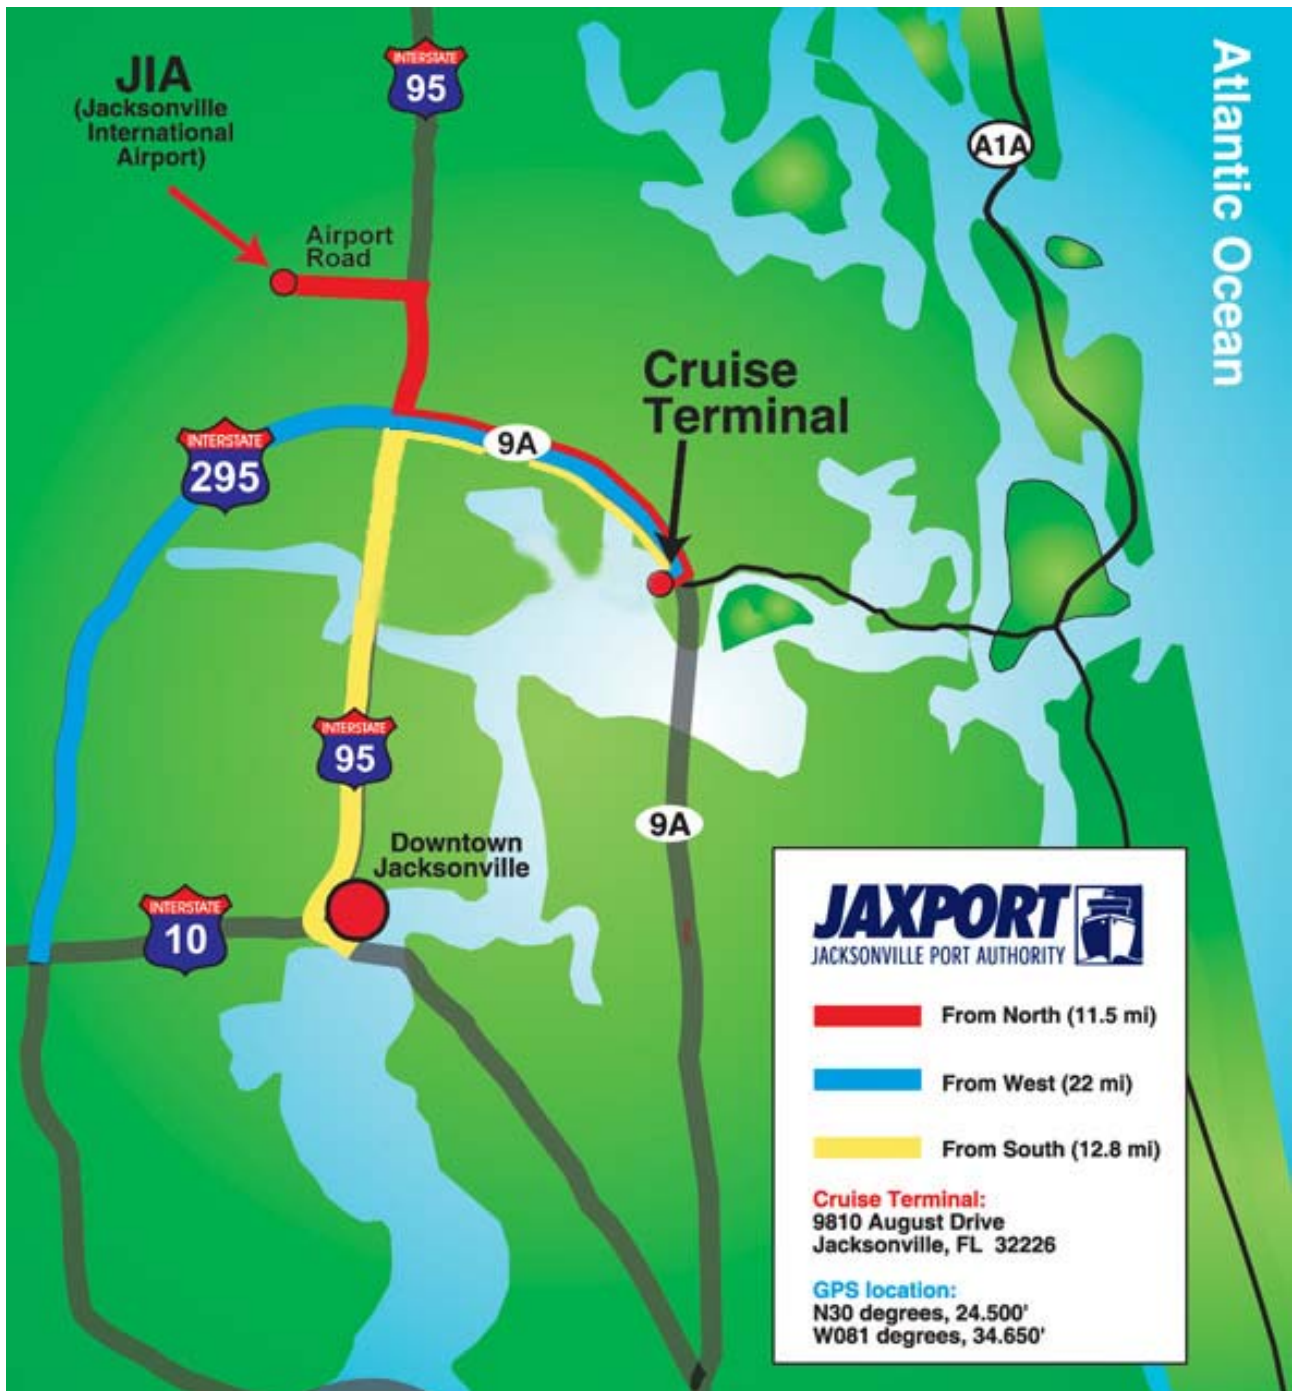 JIA
(Jacksonville
International
Airport)
INTERSTATE
95
Atlantic Ocean
A1A
Airport
Road
Cruise
Terminal
INTERSTATE
295
9A
INTERSTATE
95
9A
Downtown
Jacksonville
INTERSTATE
10
JAXPORT
JACKSONVILLE PORT AUTHORITY
From North (11.5 mi)
From West (22 mi)
From South (12.8 mi)
Cruise Terminal:
9810 August Drive
Jacksonville, FL 32226
GPS location:
N30 degrees, 24.500'
W081 degrees, 34.650'